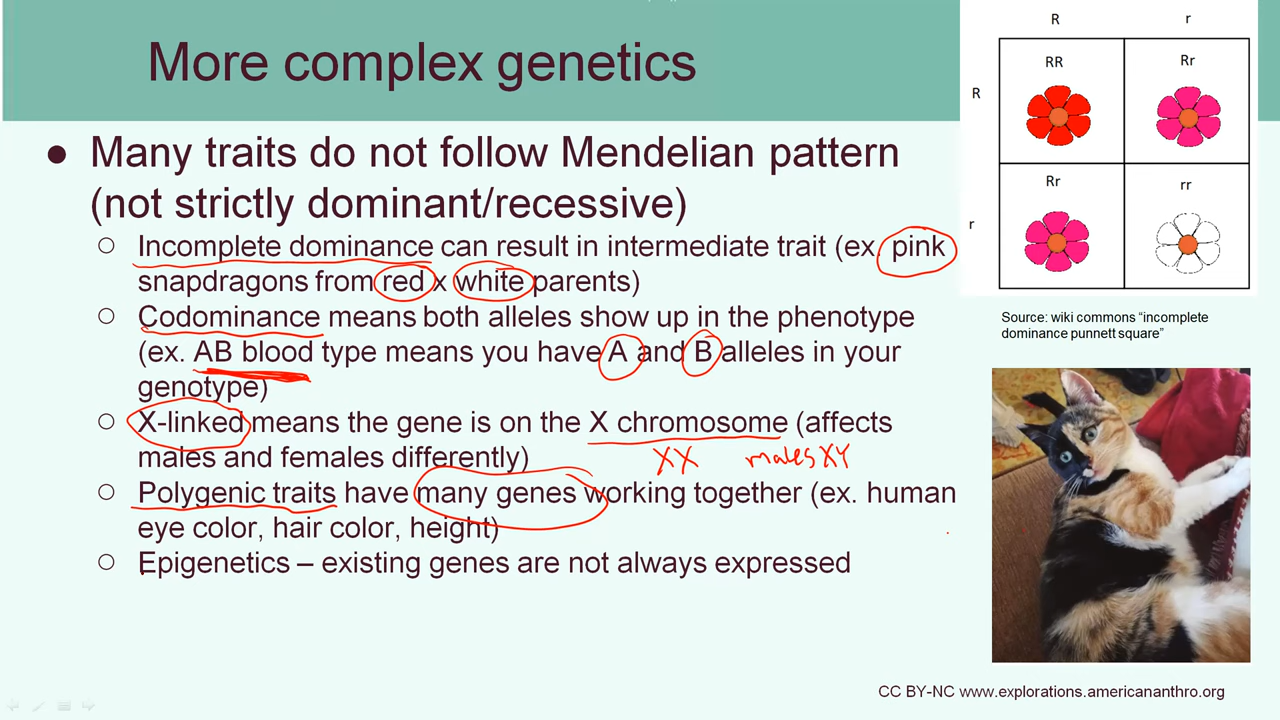 More complex genetics
● Many traits do not follow Mendelian pattern
(not strictly dominant/recessive)
○ Incomplete dominance can result in intermediate trait (ex. pink
snapdragons from red x white parents)
○ Codominance means both alleles show up in the phenotype
(ex. AB blood type means you have A and B alleles in your
genotype)
○ X-linked means the gene is on the X chromosome (affects
males and females differently)
XX males XY
○ Polygenic traits have many genes working together (ex. human
eye color, hair color, height)
○ Epigenetics – existing genes are not always expressed
R r
RR Rr
R
Rr rr
r
Source: wiki commons “incomplete
dominance punnett square”
CC BY-NC www.explorations.americananthro.org